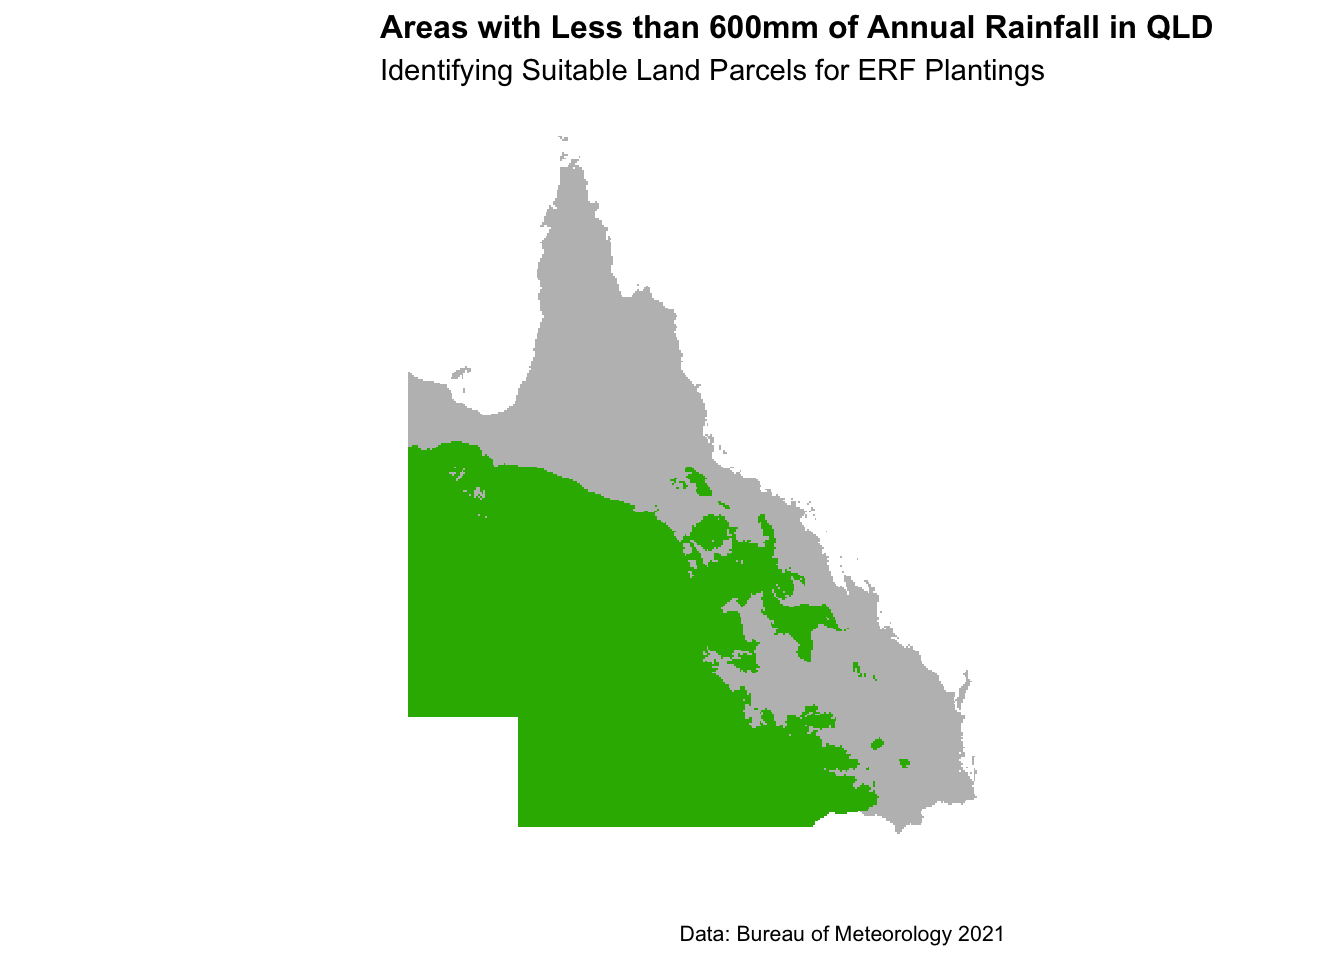 Areas with Less than 600mm of Annual Rainfall in QLD
Identifying Suitable Land Parcels for ERF Plantings
Data: Bureau of Meteorology 2021